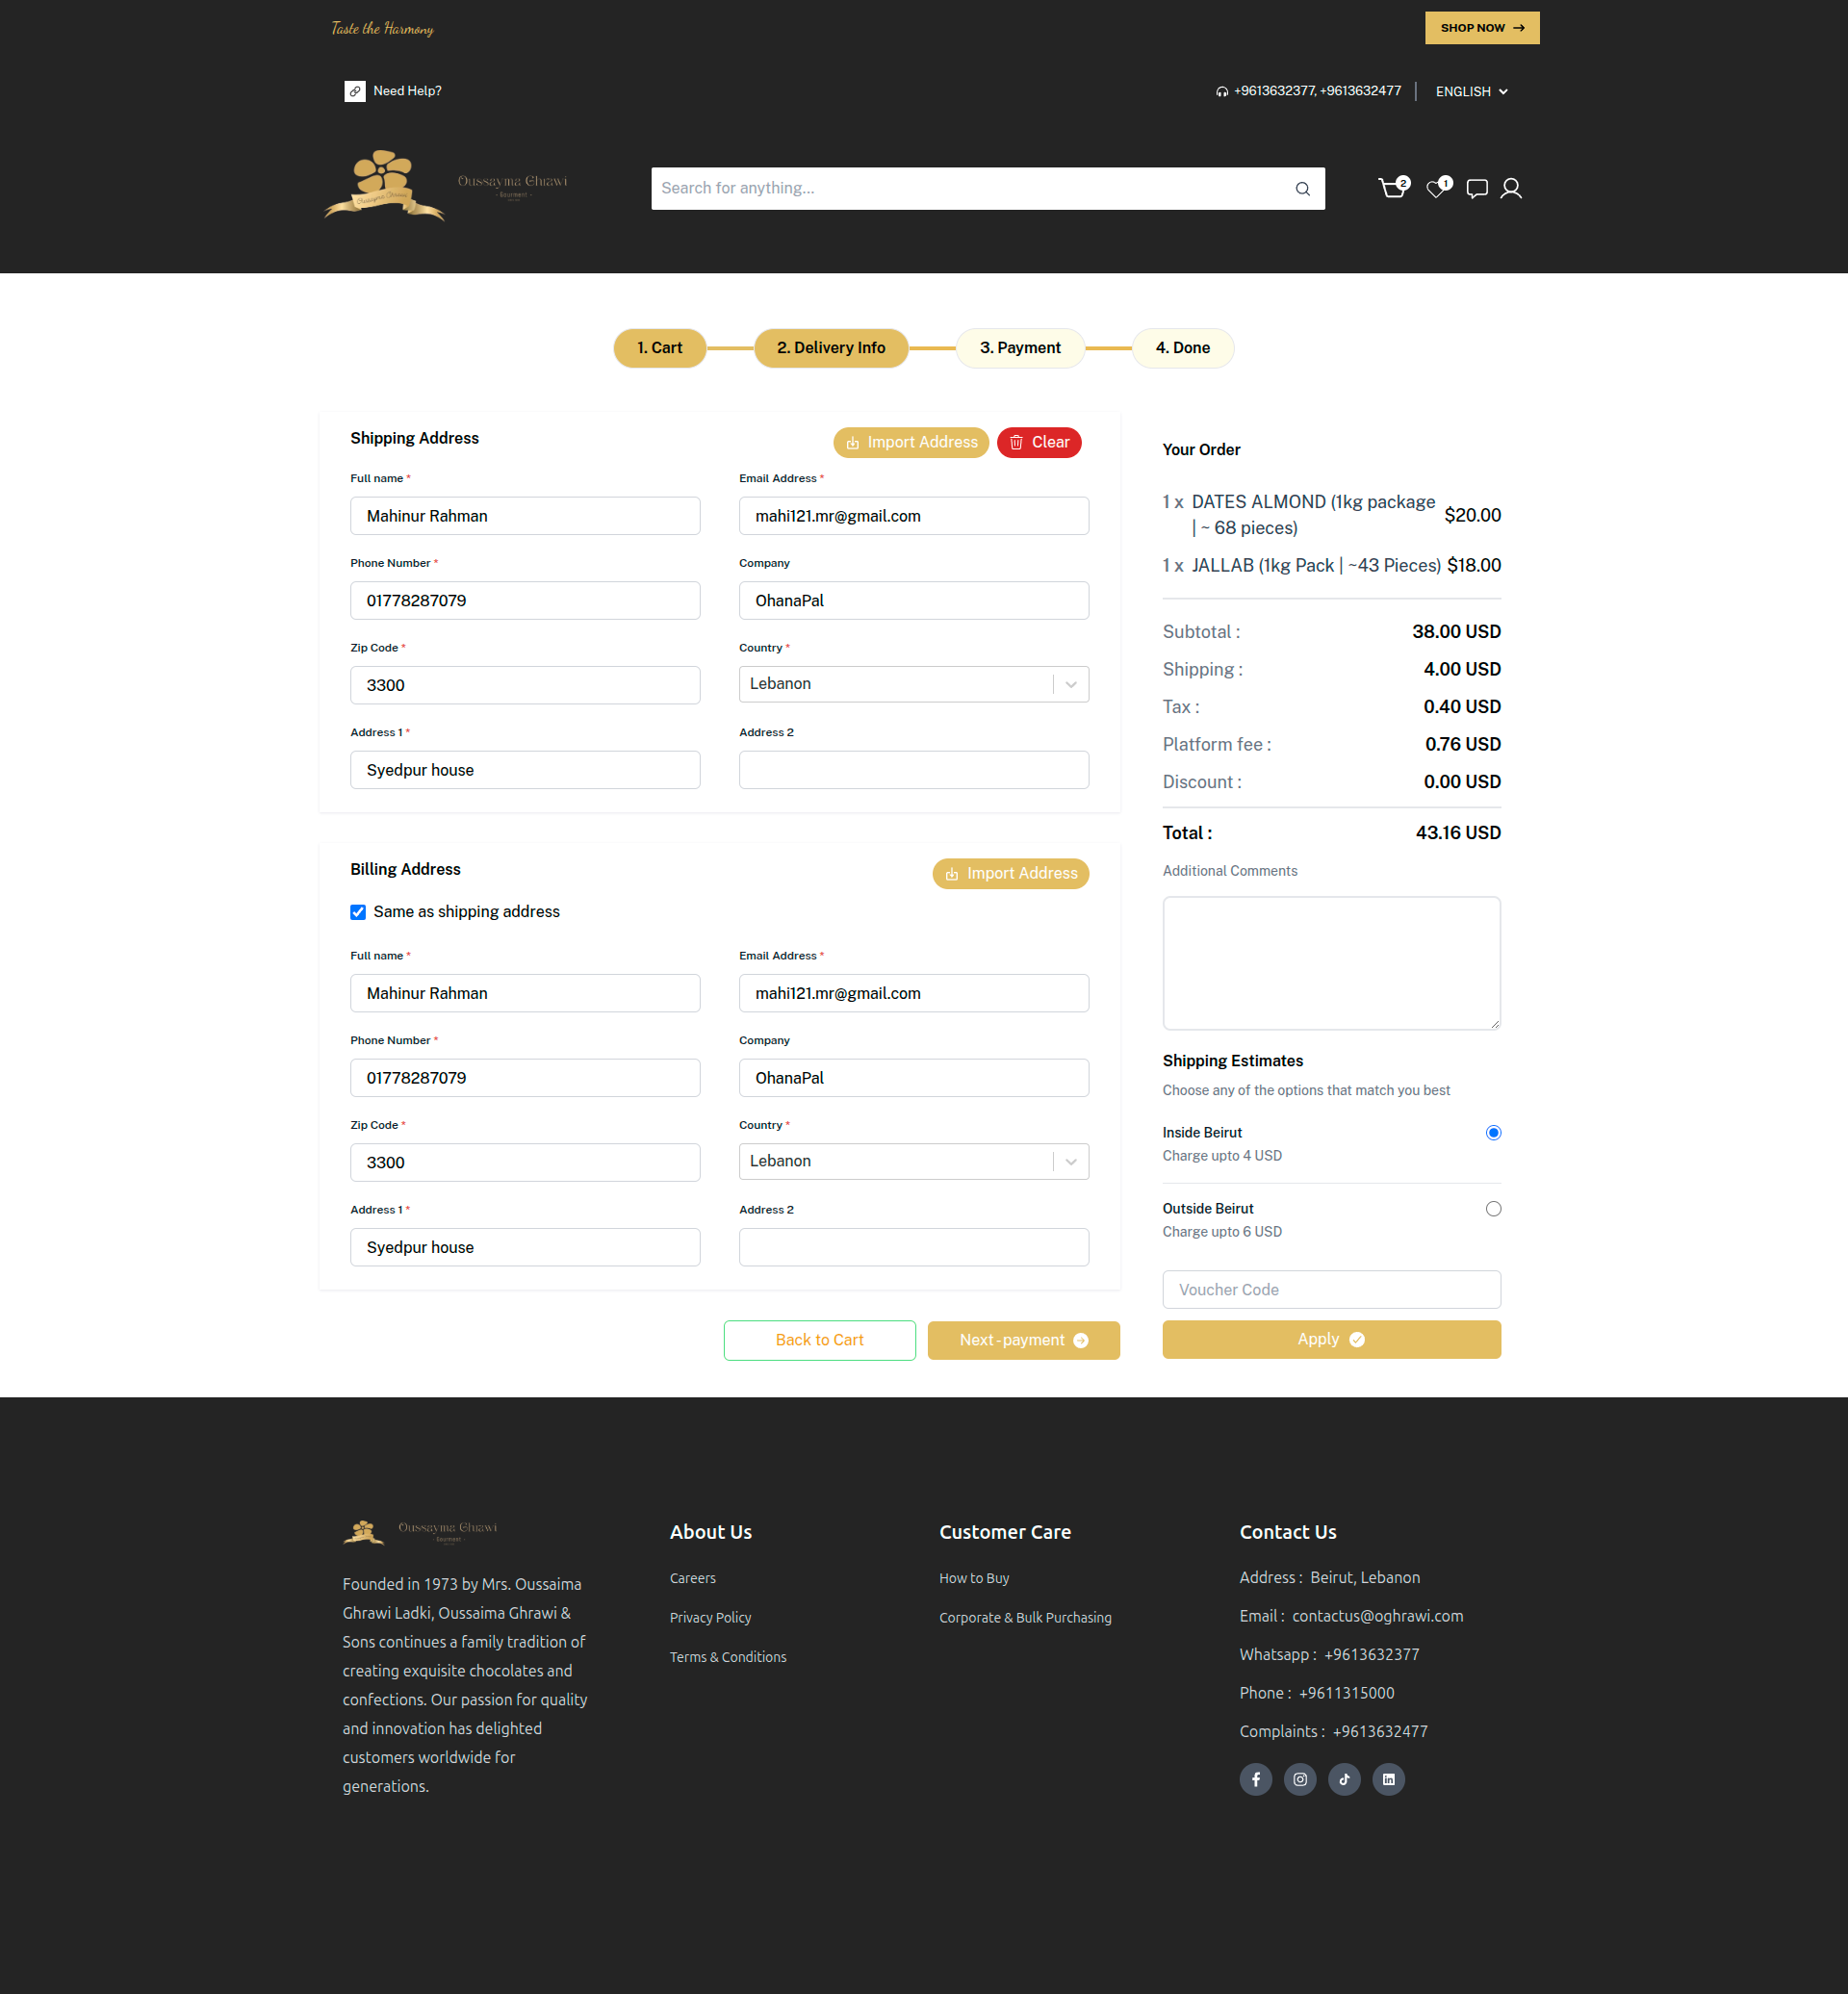 Taste the Harmony
SHOP NOW
Need Help?
+9613632377, +9613632477
ENGLISH
Oussayma Ghrawi
- Gourmet -
Search for anything...
2
1
1. Cart
2. Delivery Info
3. Payment
4. Done
Shipping Address
Import Address
Clear
Full name *
Email Address *
Mahinur Rahman
mahi121.mr@gmail.com
Phone Number *
Company
01778287079
OhanaPal
Zip Code *
Country *
3300
Lebanon
Address 1 *
Address 2
Syedpur house
Billing Address
Import Address
Same as shipping address
Full name *
Email Address *
Mahinur Rahman
mahi121.mr@gmail.com
Phone Number *
Company
01778287079
OhanaPal
Zip Code *
Country *
3300
Lebanon
Address 1 *
Address 2
Syedpur house
Back to Cart
Next - payment
Your Order
1 x DATES ALMOND (1kg package
| ~ 68 pieces)
$20.00
1 x JALLAB (1kg Pack | ~43 Pieces) $18.00
Subtotal : 38.00 USD
Shipping : 4.00 USD
Tax : 0.40 USD
Platform fee : 0.76 USD
Discount : 0.00 USD
Total : 43.16 USD
Additional Comments
Shipping Estimates
Choose any of the options that match you best
Inside Beirut
Charge upto 4 USD
Outside Beirut
Charge upto 6 USD
Voucher Code
Apply
Oussayma Ghrawi
- Gourmet -
Founded in 1973 by Mrs. Oussaima
Ghrawi Ladki, Oussaima Ghrawi &
Sons continues a family tradition of
creating exquisite chocolates and
confections. Our passion for quality
and innovation has delighted
customers worldwide for
generations.
About Us
Careers
Privacy Policy
Terms & Conditions
Customer Care
How to Buy
Corporate & Bulk Purchasing
Contact Us
Address : Beirut, Lebanon
Email : contactus@oghrawi.com
Whatsapp : +9613632377
Phone : +9611315000
Complaints : +9613632477